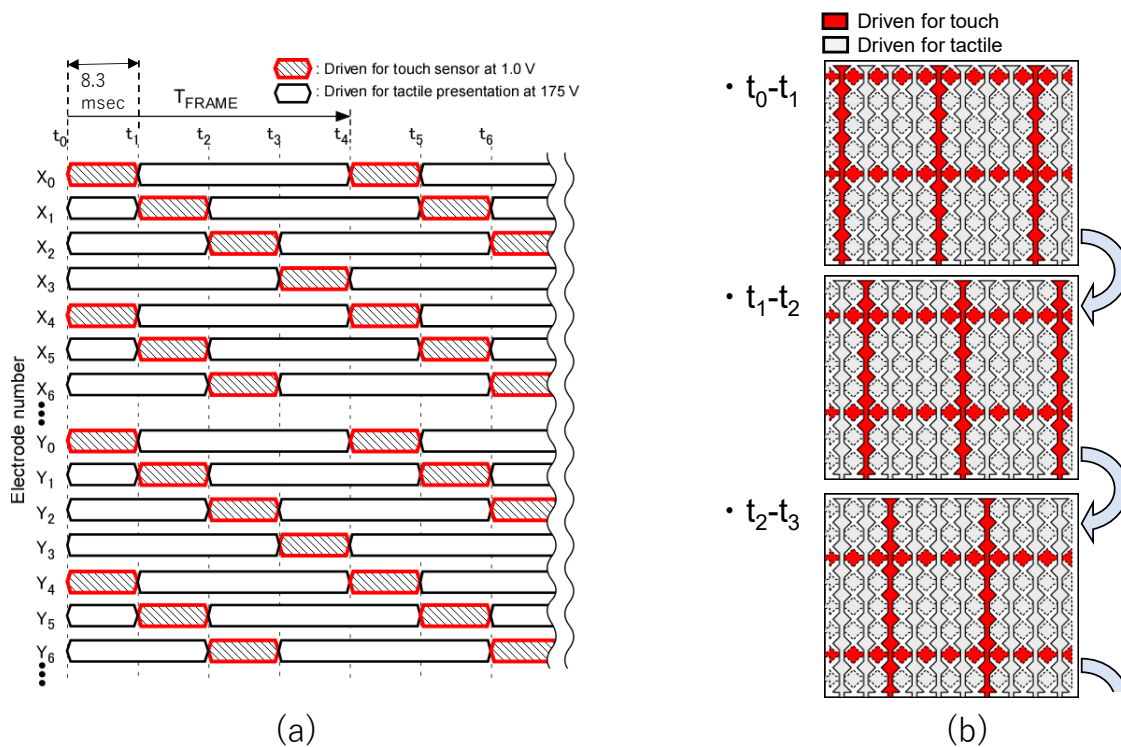 8.3
msec
: Driven for touch sensor at 1.0 V
: Driven for tactile presentation at 175 V
T_FRAME
t₀ t₁ t₂ t₃ t₄ t₅ t₆
Electrode number
X₀
X₁
X₂
X₃
X₄
X₅
X₆
Y₀
Y₁
Y₂
Y₃
Y₄
Y₅
Y₆
(a)
Driven for touch
Driven for tactile
・ t₀-t₁
・ t₁-t₂
・ t₂-t₃
(b)